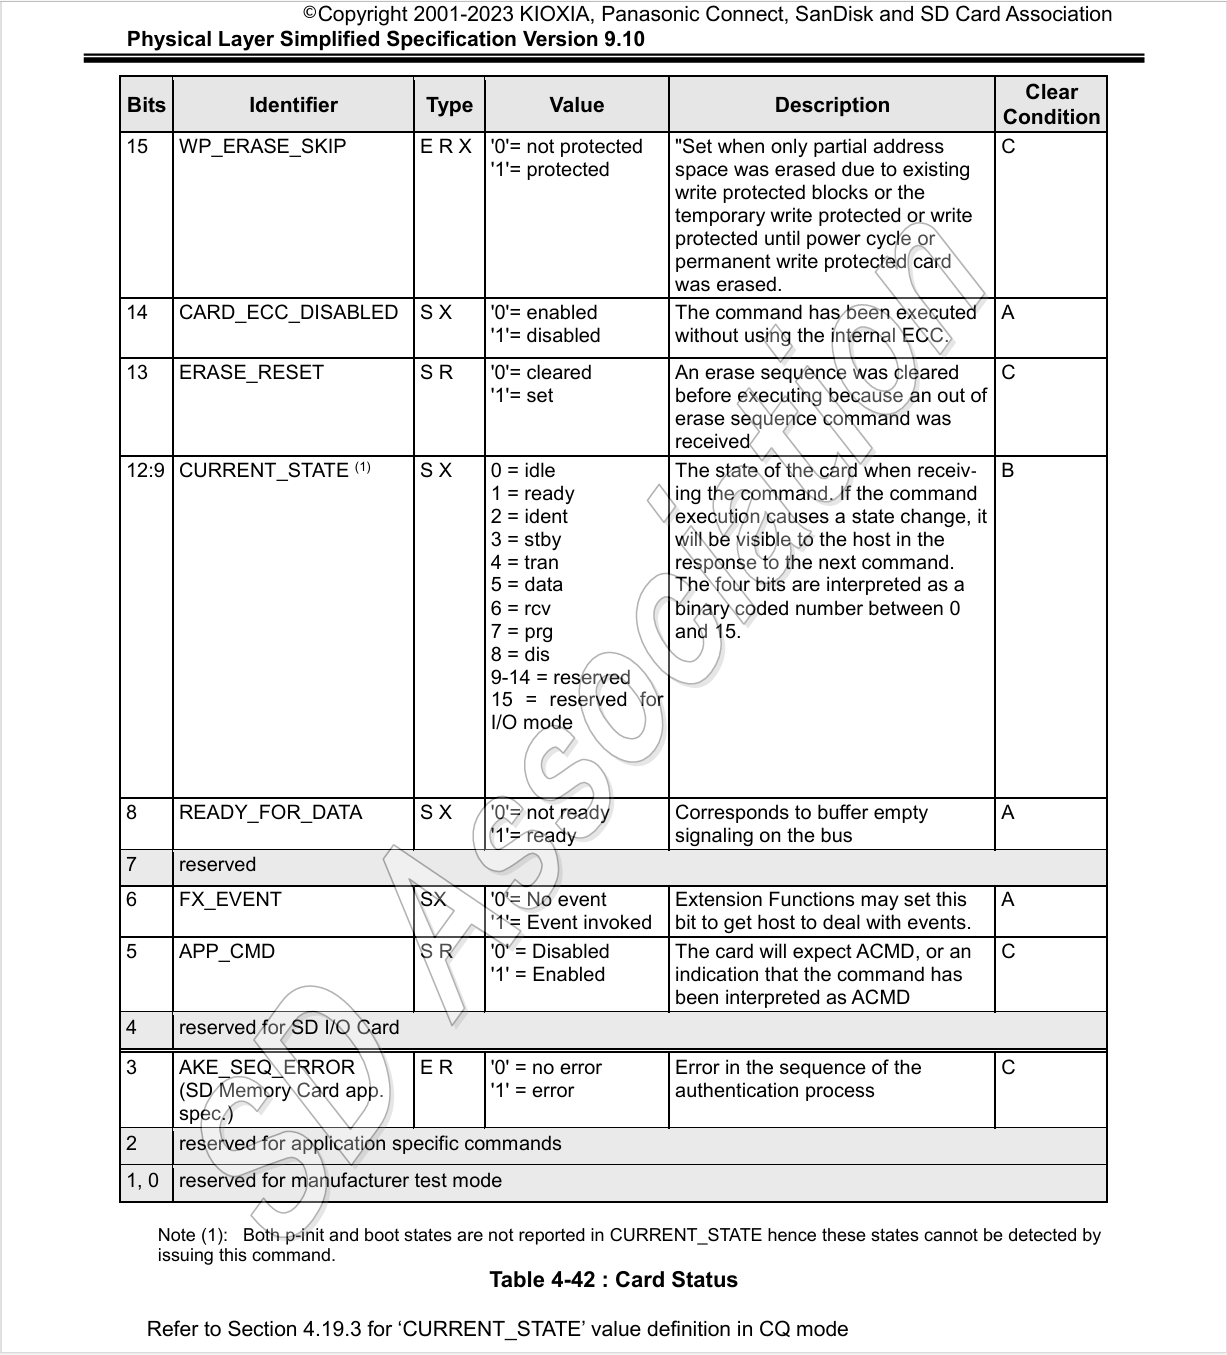 ©Copyright 2001-2023 KIOXIA, Panasonic Connect, SanDisk and SD Card Association
Physical Layer Simplified Specification Version 9.10
Bits Identifier Type Value Description Clear Condition
15 WP_ERASE_SKIP E R X '0'= not protected "Set when only partial address C
'1'= protected space was erased due to existing
write protected blocks or the
temporary write protected or write
protected until power cycle or
permanent write protected card
was erased.
14 CARD_ECC_DISABLED S X '0'= enabled The command has been executed A
'1'= disabled without using the internal ECC.
13 ERASE_RESET S R '0'= cleared An erase sequence was cleared C
'1'= set before executing because an out of
erase sequence command was
received
12:9 CURRENT_STATE (1) S X 0 = idle The state of the card when receiv- B
1 = ready ing the command. If the command
2 = ident execution causes a state change, it
3 = stby will be visible to the host in the
4 = tran response to the next command.
5 = data The four bits are interpreted as a
6 = rcv binary coded number between 0
7 = prg and 15.
8 = dis
9-14 = reserved
15 = reserved for
I/O mode
8 READY_FOR_DATA S X '0'= not ready Corresponds to buffer empty A
'1'= ready signaling on the bus
7 reserved
6 FX_EVENT SX '0'= No event Extension Functions may set this A
'1'= Event invoked bit to get host to deal with events.
5 APP_CMD S R '0' = Disabled The card will expect ACMD, or an C
'1' = Enabled indication that the command has
been interpreted as ACMD
4 reserved for SD I/O Card
3 AKE_SEQ_ERROR E R '0' = no error Error in the sequence of the C
(SD Memory Card app. '1' = error authentication process
spec.)
2 reserved for application specific commands
1, 0 reserved for manufacturer test mode
Note (1): Both p-init and boot states are not reported in CURRENT_STATE hence these states cannot be detected by
issuing this command.
Table 4-42 : Card Status
Refer to Section 4.19.3 for ‘CURRENT_STATE’ value definition in CQ mode
SD Association